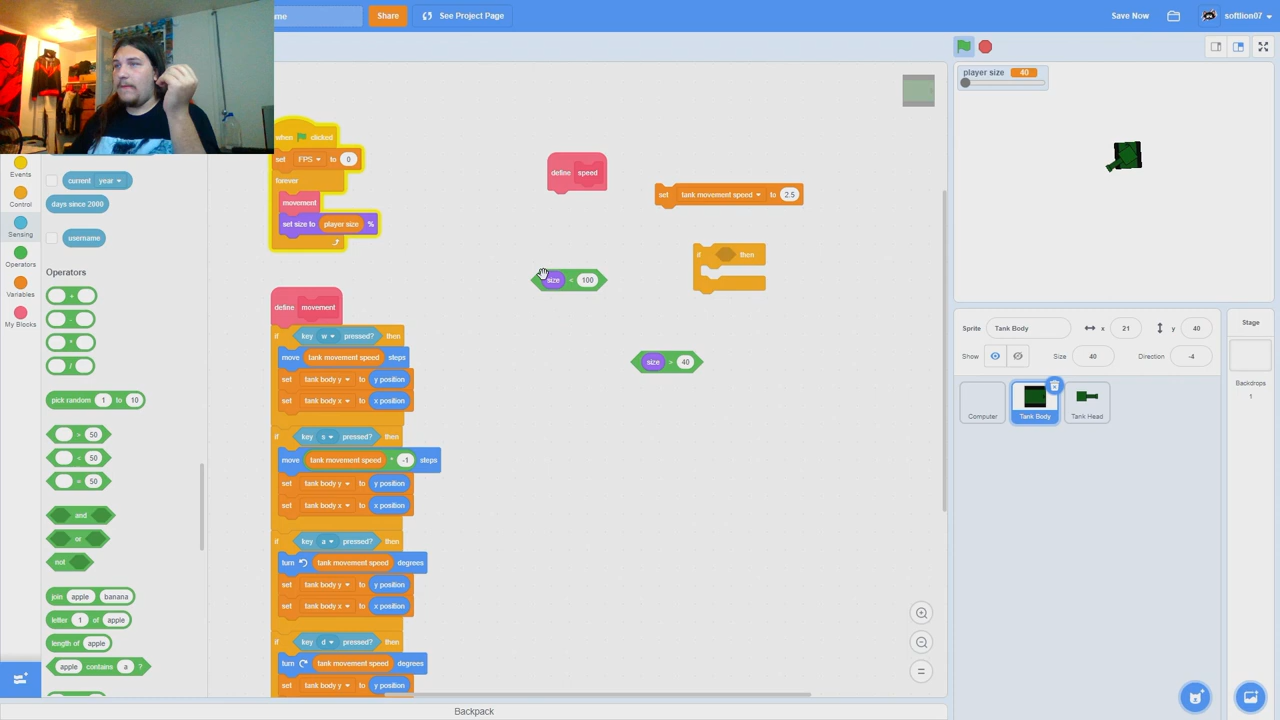 me
Share
See Project Page
Save Now
softlion07
Events
Control
Sensing
Operators
Variables
My Blocks
current year
days since 2000
username
Operators
+
-
*
/
pick random 1 to 10
> 50
< 50
= 50
and
or
not
join apple banana
letter 1 of apple
length of apple
apple contains a ?
when clicked
set FPS to 0
forever
movement
set size to player size %
define movement
if key w pressed? then
move tank movement speed steps
set tank body y to y position
set tank body x to x position
if key s pressed? then
move tank movement speed * -1 steps
set tank body y to y position
set tank body x to x position
if key a pressed? then
turn tank movement speed degrees
set tank body y to y position
set tank body x to x position
if key d pressed? then
turn tank movement speed degrees
set tank body y to y position
define speed
set tank movement speed to 2.5
if then
size < 100
size > 40
player size 40
Sprite Tank Body x 21 y 40
Show Size 40 Direction -4
Computer
Tank Body
Tank Head
Stage
Backdrops
1
Backpack